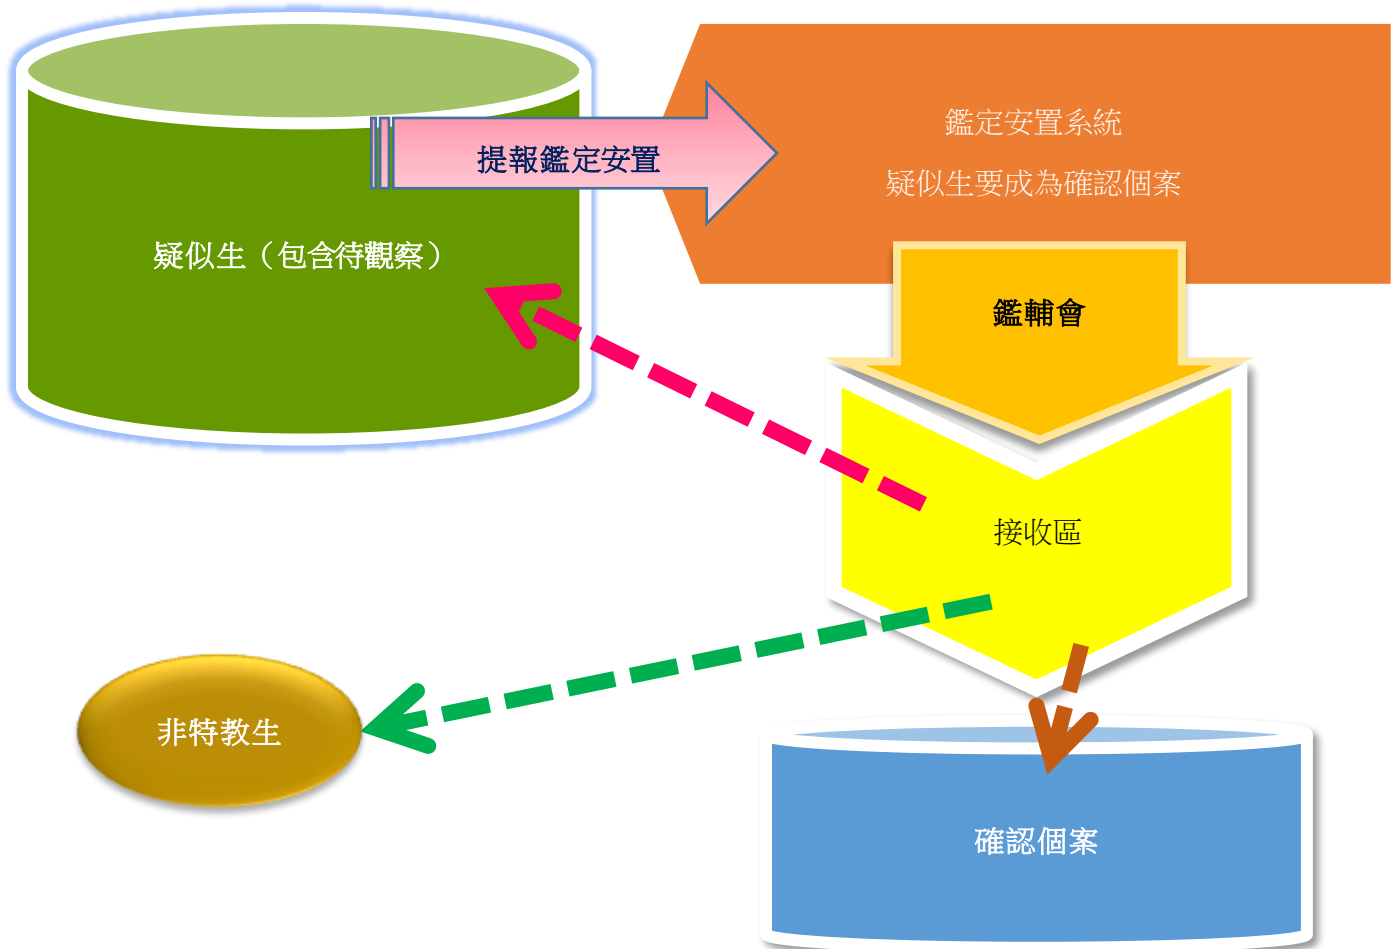 鑑定安置系統
疑似生要成為確認個案
提報鑑定安置
疑似生（包含待觀察）
鑑輔會
接收區
非特教生
確認個案